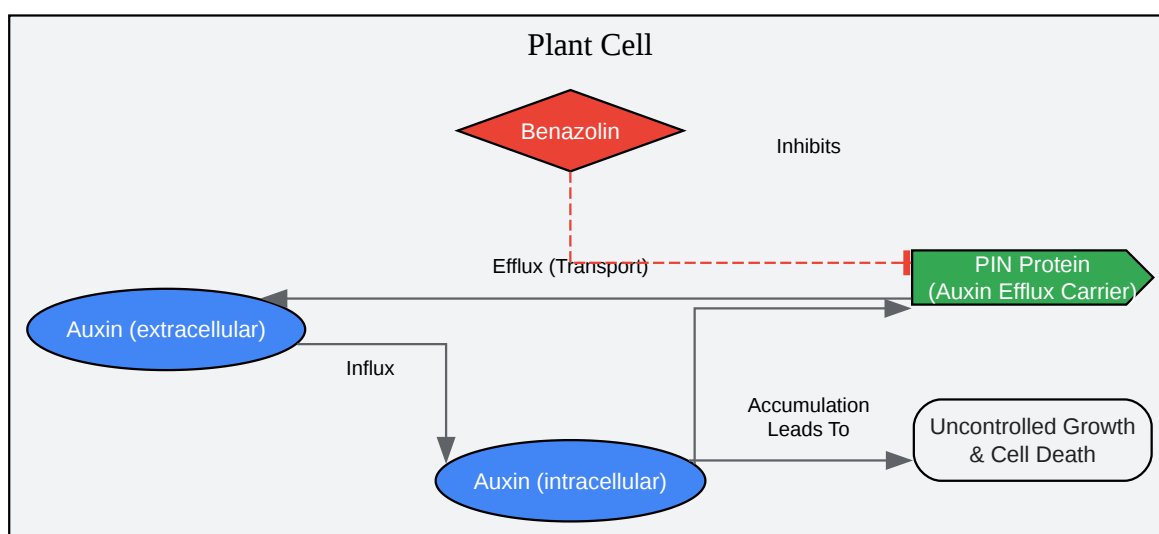 Plant Cell
Benazolin
Inhibits
Efflux (Transport)
PIN Protein
(Auxin Efflux Carrier)
Auxin (extracellular)
Influx
Accumulation
Leads To
Uncontrolled Growth
& Cell Death
Auxin (intracellular)